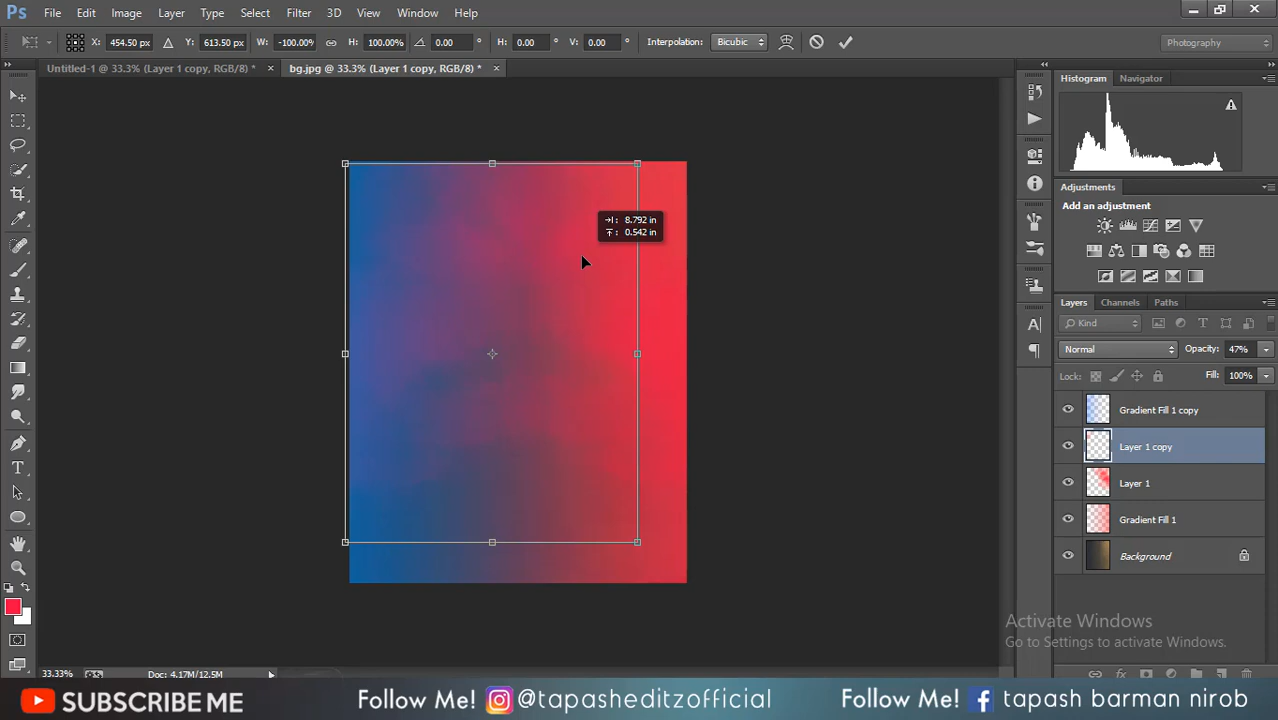 Ps File Edit Image Layer Type Select Filter 3D View Window Help
X: 454.50 px Y: 613.50 px W: -100.00% H: 100.00% 0.00 ° H: 0.00 ° V: 0.00 ° Interpolation: Bicubic Photography
Untitled-1 @ 33.3% (Layer 1 copy, RGB/8) * × bg.jpg @ 33.3% (Layer 1 copy, RGB/8) * ×
Histogram Navigator
Adjustments
Add an adjustment
8.792 in
0.542 in
Layers Channels Paths
Kind
Normal Opacity: 47%
Lock: Fill: 100%
Gradient Fill 1 copy
Layer 1 copy
Layer 1
Gradient Fill 1
Background
Activate Windows
Go to Settings to activate Windows.
33.33% Doc: 4.17M/12.5M
SUBSCRIBE ME Follow Me! @tapasheditzofficial Follow Me! tapash barman nirob